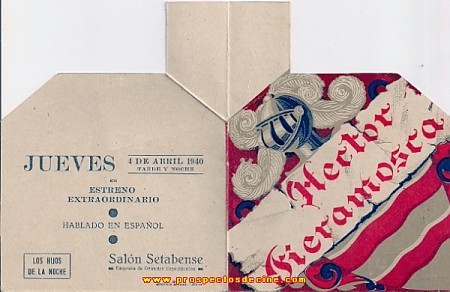 JUEVES
4 DE ABRIL 1940
TARDE Y NOCHE
en
ESTRENO
EXTRAORDINARIO
HABLADO EN ESPAÑOL
LOS HIJOS
DE LA NOCHE
Salón Setabense
Empresa de Grandes Espectáculos
Hector
Fieramosca
www.prospectosdecine.com